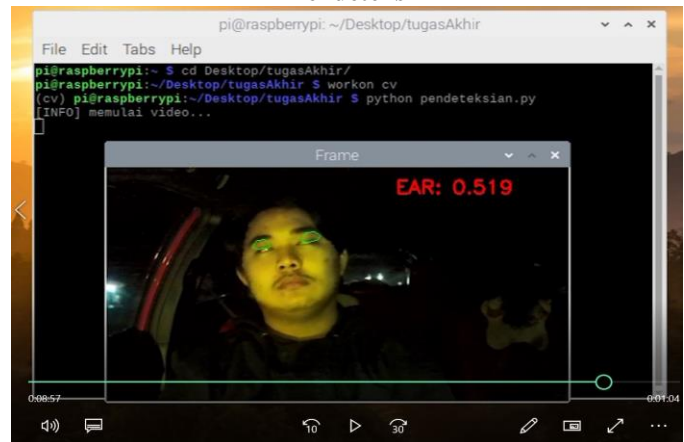 pi@raspberrypi: ~/Desktop/tugasAkhir
File Edit Tabs Help
pi@raspberrypi:~ $ cd Desktop/tugasAkhir/
pi@raspberrypi:~/Desktop/tugasAkhir $ workon cv
(cv) pi@raspberrypi:~/Desktop/tugasAkhir $ python pendeteksian.py
[INFO] memulai video...
Frame
EAR: 0.519
0:08:57
0:01:04
10
30